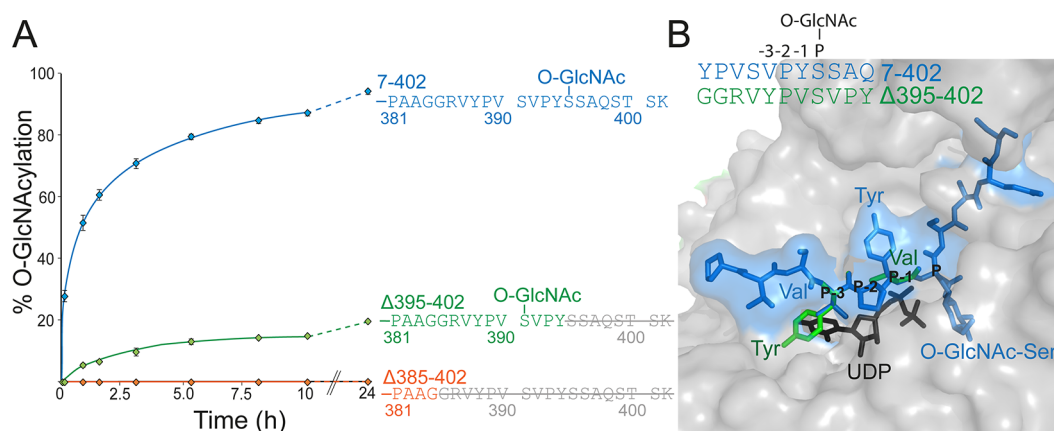 A
% O-GlcNAcylation
100
80
60
40
20
0
2.5
5.0
7.50
10
24
Time (h)
7-402
O-GlcNAc
–PAAGGRVYPV SVPYSSAQST SK
381
390
400
Δ395-402
O-GlcNAc
–PAAGGRVYPV SVPYSSAQST SK
381
390
400
Δ385-402
–PAAGGRVYPV SVPYSSAQST SK
381
390
400
B
O-GlcNAc
-3-2-1 P
YPVSVPYSSAQ 7-402
GGRVYPVSVPY Δ395-402
Tyr
Val
Val
P-3
P-2
P-1
P
Tyr
UDP
O-GlcNAc-Ser